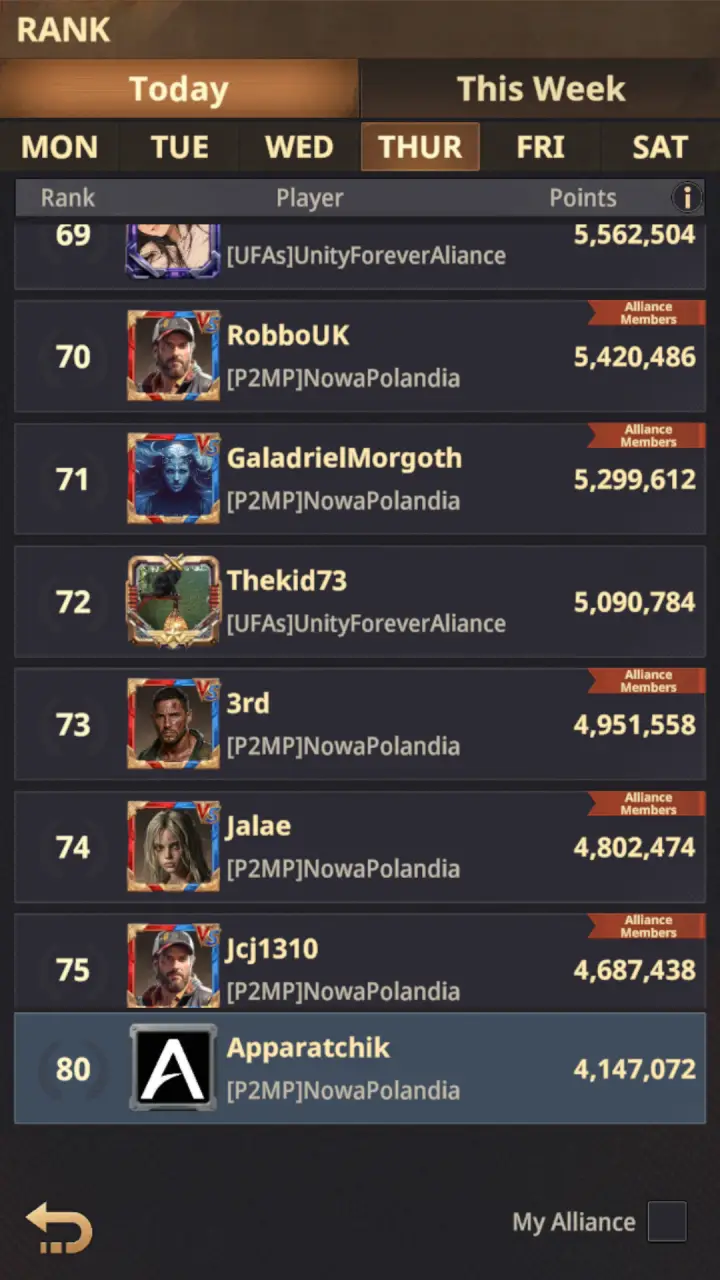 RANK
Today
This Week
MON TUE WED THUR FRI SAT
Rank Player Points i
69 5,562,504
[UFAs]UnityForeverAliance
Alliance
Members
RobboUK
70 5,420,486
[P2MP]NowaPolandia
Alliance
Members
GaladrielMorgoth
71 5,299,612
[P2MP]NowaPolandia
Thekid73
72 5,090,784
[UFAs]UnityForeverAliance
Alliance
Members
3rd
73 4,951,558
[P2MP]NowaPolandia
Alliance
Members
Jalae
74 4,802,474
[P2MP]NowaPolandia
Alliance
Members
Jcj1310
75 4,687,438
[P2MP]NowaPolandia
Apparatchik
80 4,147,072
[P2MP]NowaPolandia
My Alliance